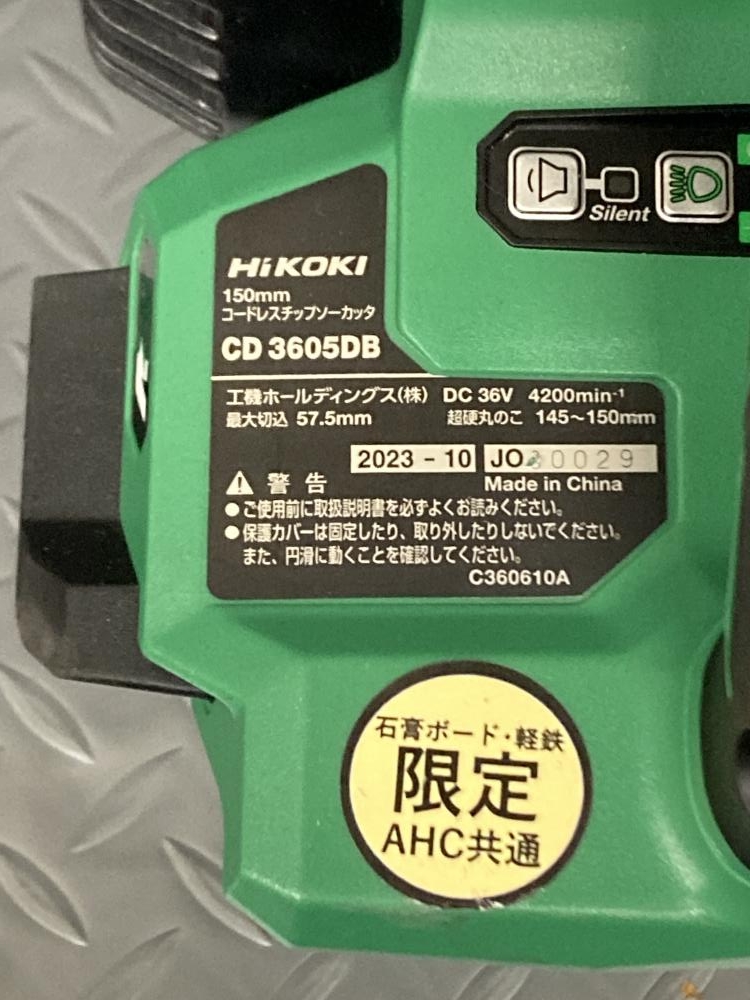 Silent
HiKOKI
150mm
コードレスチップソーカッタ
CD 3605DB
工機ホールディングス(株) DC 36V 4200min⁻¹
最大切込 57.5mm 超硬丸のこ 145～150mm
2023 - 10
Made in China
警告
●ご使用前に取扱説明書を必ずよくお読みください。
●保護カバーは固定したり、取り外したりしないでください。
また、円滑に動くことを確認してください。
C360610A
石膏ボード・軽鉄
限定
AHC共通